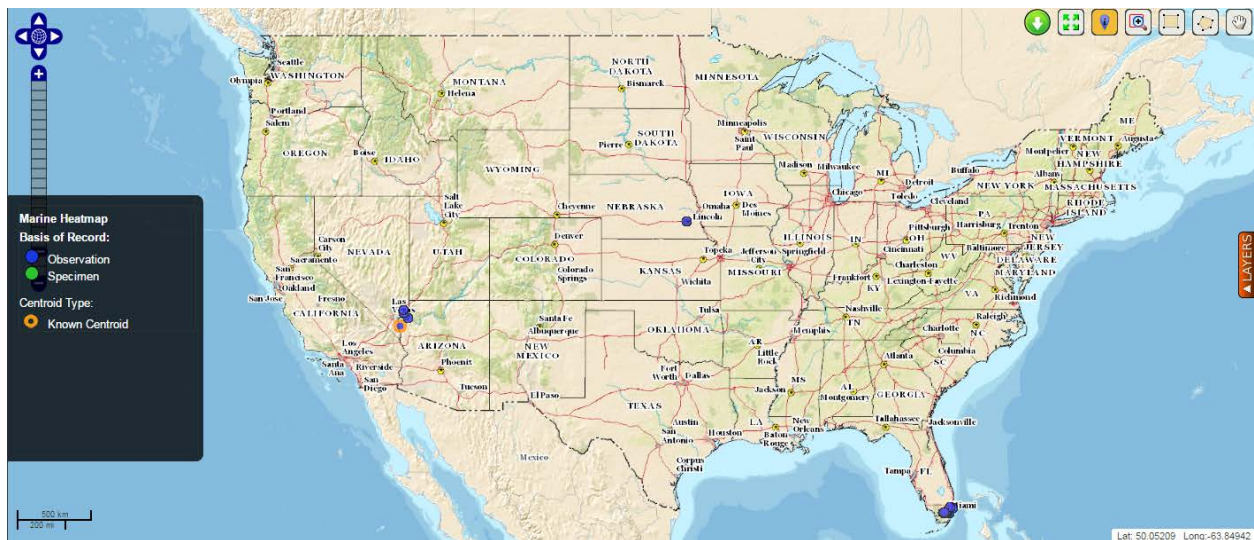 Seattle
Olympia
WASHINGTON
MONTANA
Helena
NORTH
DAKOTA
Bismarck
MINNESOTA
ME
Portland
Salem
Minneapolis
Saint
Paul
WISCONSIN
VERMONT
Augusta
Montpelier
NEW
HAMPSHIRE
OREGON
Boise
IDAHO
SOUTH
DAKOTA
Pierre
Madison
Milwaukee
MI
Detroit
Buffalo
Albany
NEW YORK
MASSACHUSETTS
WYOMING
Chicago
Toledo
Cleveland
RHODE
ISLAND
Salt
Lake
City
Cheyenne
NEBRASKA
Omaha
Lincoln
IOWA
Des
Moines
PA
Pittsburgh
Harrisburg
Trenton
NEW
JERSEY
Marine Heatmap:
Basis of Record:
Observation
Specimen
Centroid Type:
Known Centroid
Carson
City
Sacramento
NEVADA
UTAH
Denver
COLORADO
Colorado
Springs
KANSAS
Topeka
Wichita
Jefferson
City
MISSOURI
ILLINOIS
Springfield
IN
OH
Cincinnati
Baltimore
DELAWARE
MARYLAND
San
Francisco
Oakland
San Jose
Fresno
CALIFORNIA
Las
Charleston
WV
Frankfort
KY
Lexington-Fayette
VA
Richmond
LAYERS
Los
Angeles
Riverside
Santa
Ana
San
Diego
ARIZONA
Phoenix
Tucson
Santa Fe
Albuquerque
NEW
MEXICO
El Paso
Tulsa
OKLAHOMA
AR
Little
Rock
Memphis
Nashville
TN
Raleigh
NC
Charlotte
Columbia
SC
Atlanta
Fort
Worth
Dallas
Jackson
MS
AL
Montgomery
GEORGIA
TEXAS
Austin
San
Antonio
Houston
LA
Baton
Rouge
New
Orleans
Tallahassee
Jacksonville
Mexico
Corpus
Christi
Tampa
FL
Miami
500 km
200 mi
Lat: 50.05209 Long:-63.84942